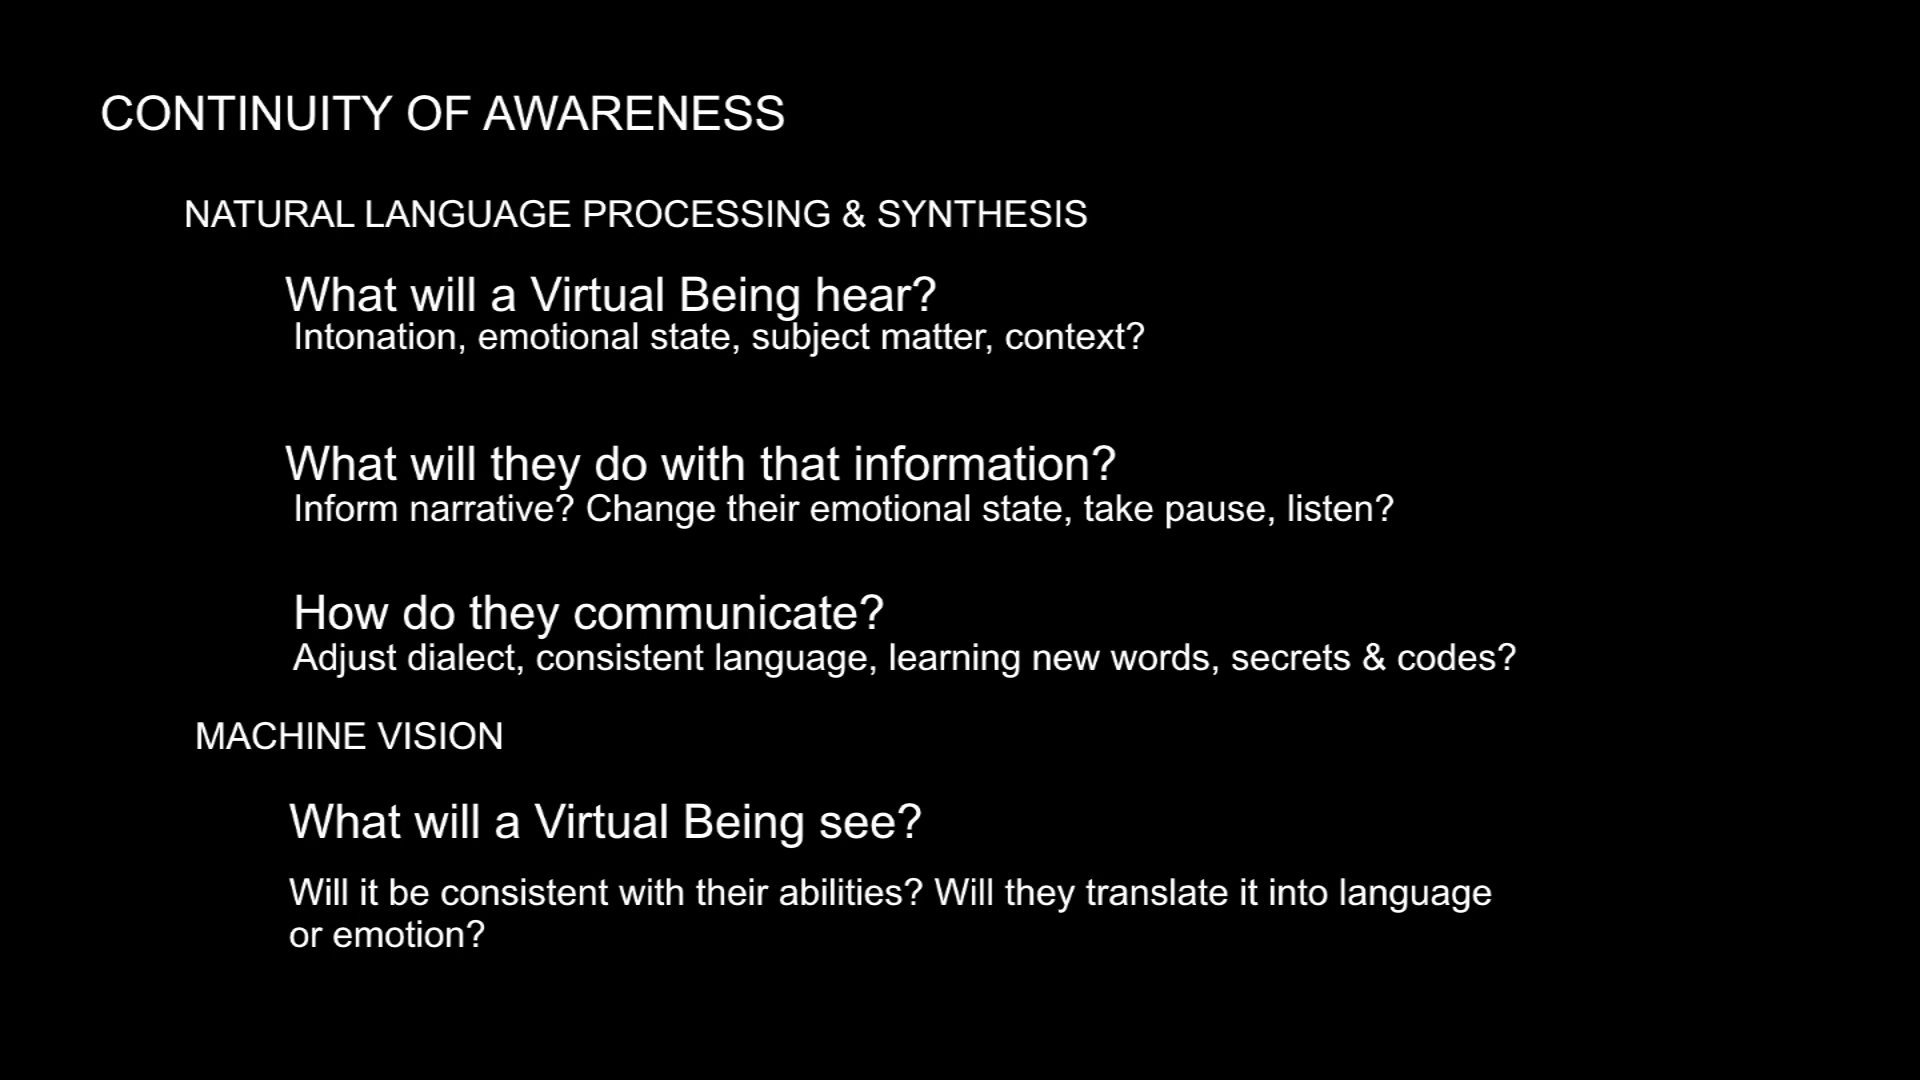 CONTINUITY OF AWARENESS
NATURAL LANGUAGE PROCESSING & SYNTHESIS
What will a Virtual Being hear?
Intonation, emotional state, subject matter, context?
What will they do with that information?
Inform narrative? Change their emotional state, take pause, listen?
How do they communicate?
Adjust dialect, consistent language, learning new words, secrets & codes?
MACHINE VISION
What will a Virtual Being see?
Will it be consistent with their abilities? Will they translate it into language
or emotion?